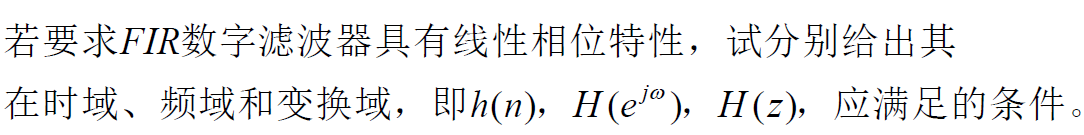 若要求FIR数字滤波器具有线性相位特性，试分别给出其
在时域、频域和变换域，即h(n)，H(e^{jω})，H(z)，应满足的条件。